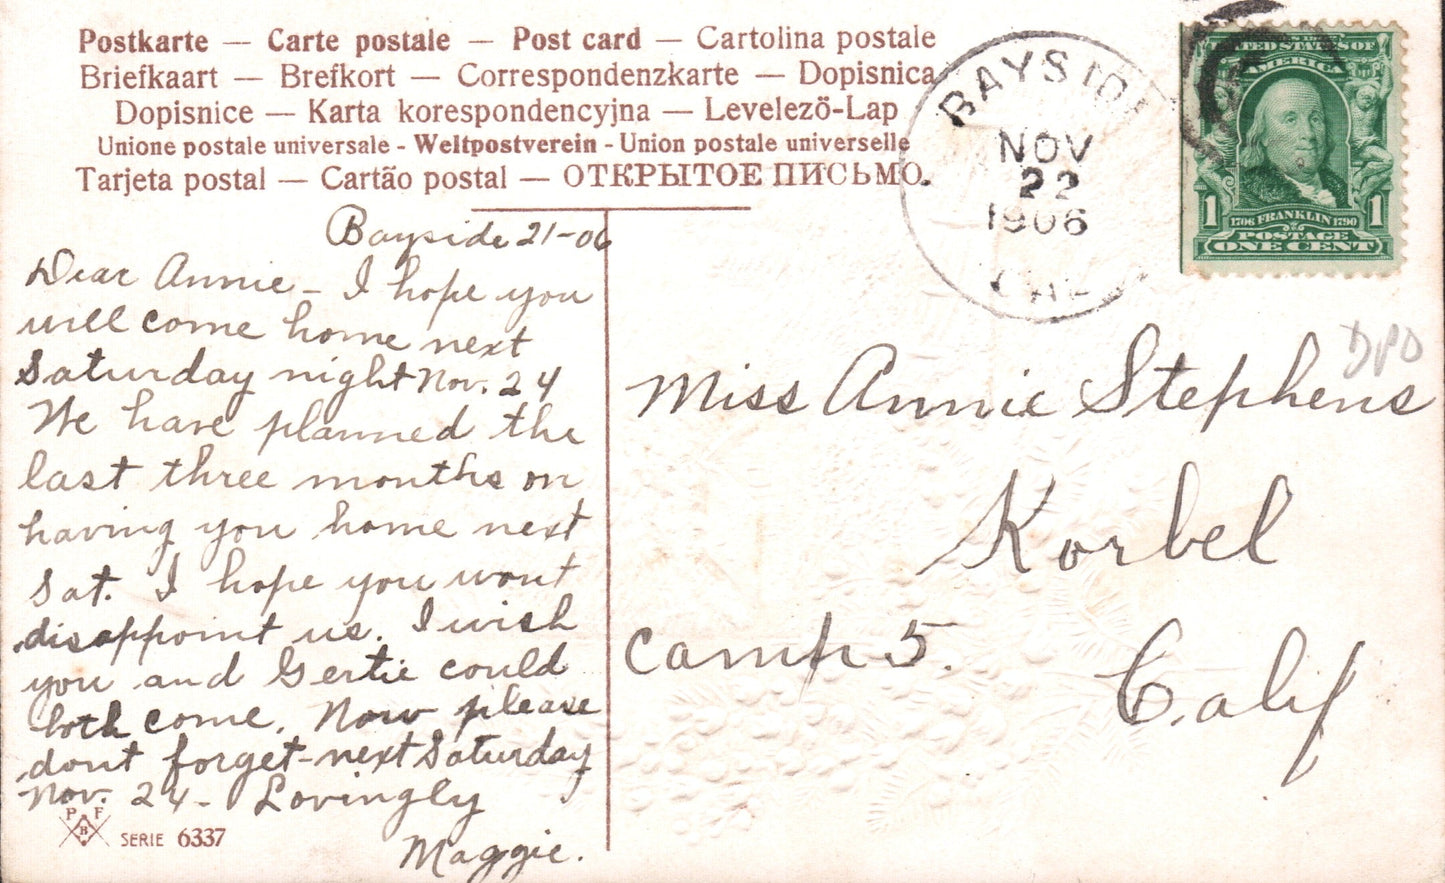 Postkarte — Carte postale — Post card — Cartolina postale
Briefkaart — Brefkort — Correspondenzkarte — Dopisnica
Dopisnice — Karta korespondencyjna — Levelezö-Lap
Unione postale universale - Weltpostverein - Union postale universelle
Tarjeta postal — Cartão postal — ОТКРЫТОЕ ПИСЬМО.
BAYSIDE
NOV
22
1906
CAL
UNITED STATES OF
AMERICA
1 1706 FRANKLIN 1790 1
POSTAGE
ONE CENT
Bayside 21-06
Dear Annie - I hope you
will come home next
Saturday night Nov. 24
We have planned the
last three months on
having you home next
Sat. I hope you wont
disappoint us. I wish
you and Gertie could
both come. Now please
dont forget - next Saturday
Nov. 24 - Lovingly
Maggie.
DPO
Miss Annie Stephens
Korbel
Camp 5.
Calif
P F
B
SERIE 6337